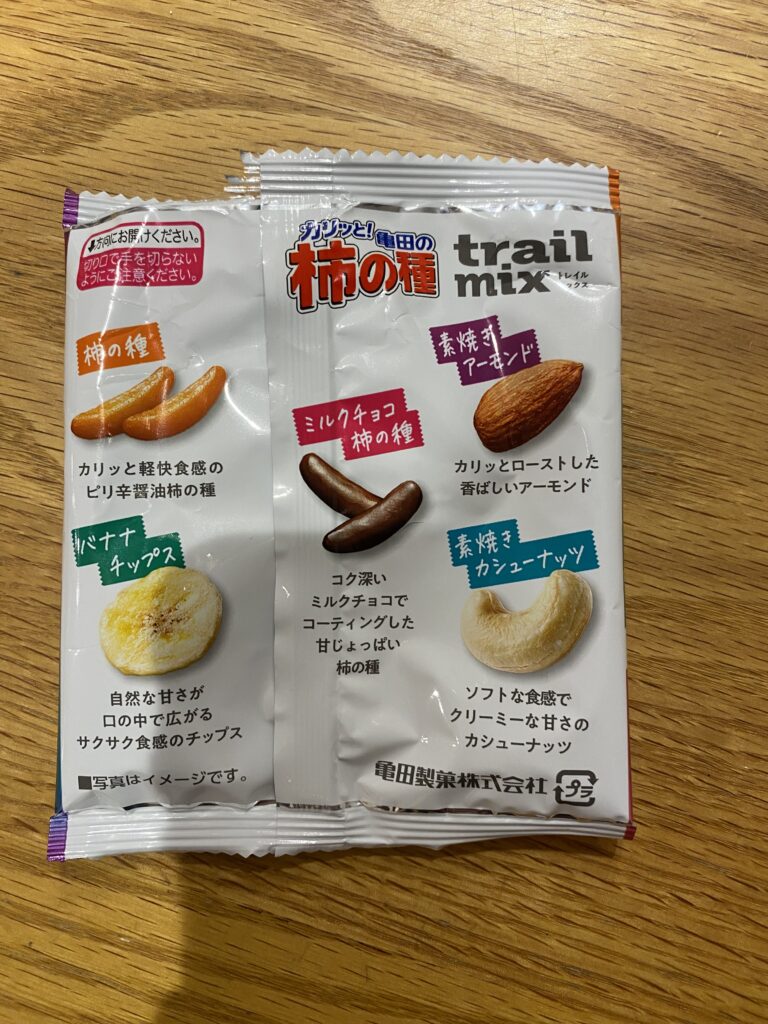 方向にお開けください。
切り口で手を切らない
ようにご注意ください。
カリッと!亀田の
柿の種
trail
mix
トレイル
ックス
柿の種
カリッと軽快食感の
ピリ辛醤油柿の種
ミルクチョコ
柿の種
コク深い
ミルクチョコで
コーティングした
甘じょっぱい
柿の種
素焼き
アーモンド
カリッとローストした
香ばしいアーモンド
バナナ
チップス
自然な甘さが
口の中で広がる
サクサク食感のチップス
素焼き
カシューナッツ
ソフトな食感で
クリーミーな甘さの
カシューナッツ
■写真はイメージです。
亀田製菓株式会社
プラ